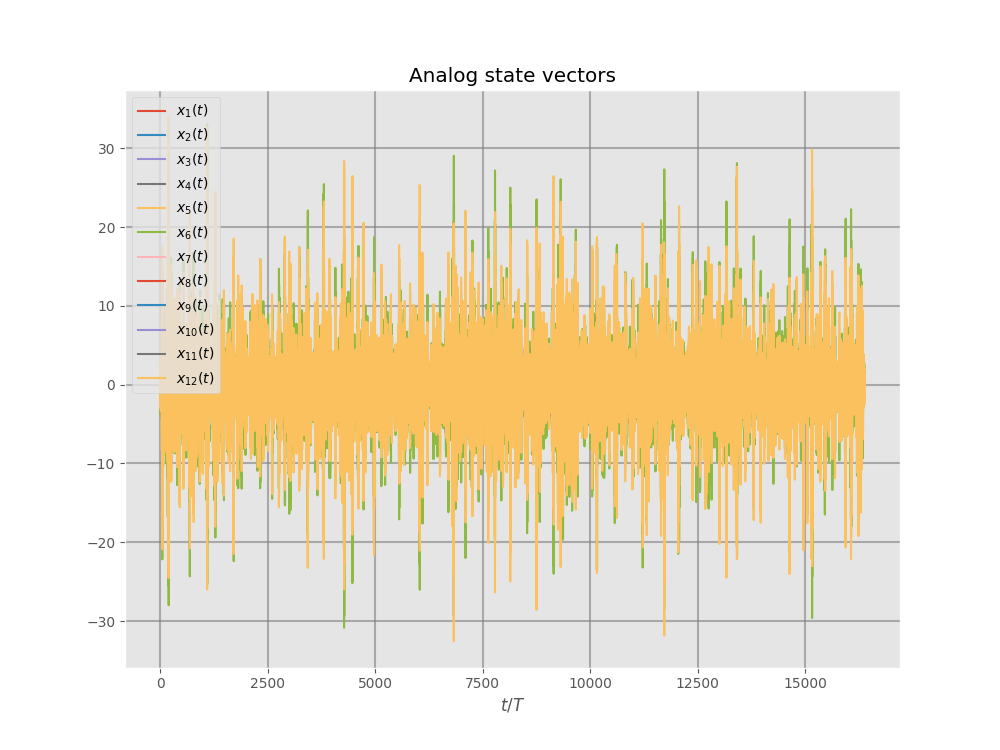 Analog state vectors
x₁(t)
x₂(t)
x₃(t)
x₄(t)
x₅(t)
x₆(t)
x₇(t)
x₈(t)
x₉(t)
x₁₀(t)
x₁₁(t)
x₁₂(t)
30
20
10
0
−10
−20
−30
0 2500 5000 7500 10000 12500 15000
t/T